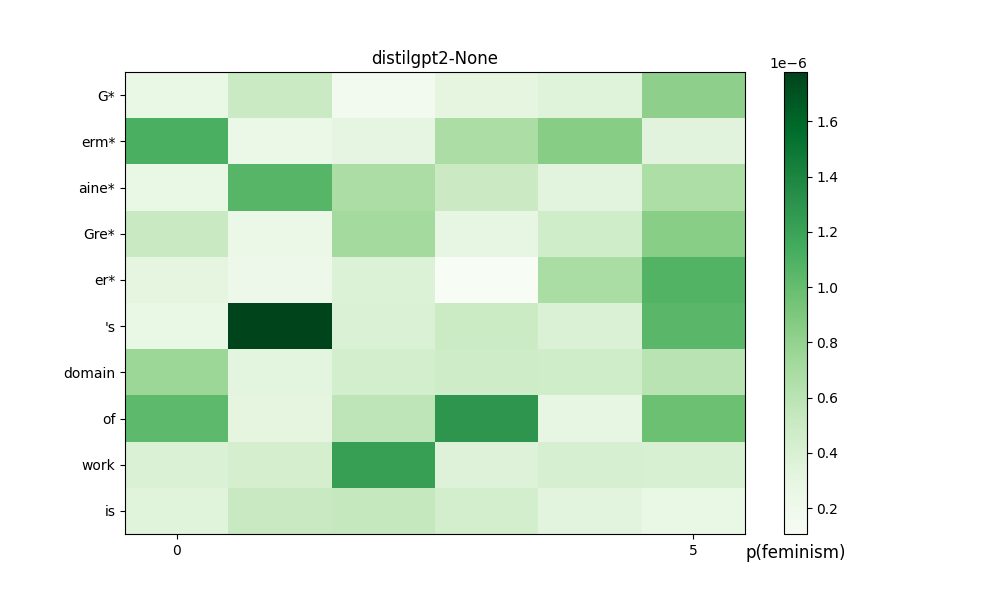 distilgpt2-None
1e−6
G*
erm*
aine*
Gre*
er*
's
domain
of
work
is
0
5
1.6
1.4
1.2
1.0
0.8
0.6
0.4
0.2
p(feminism)